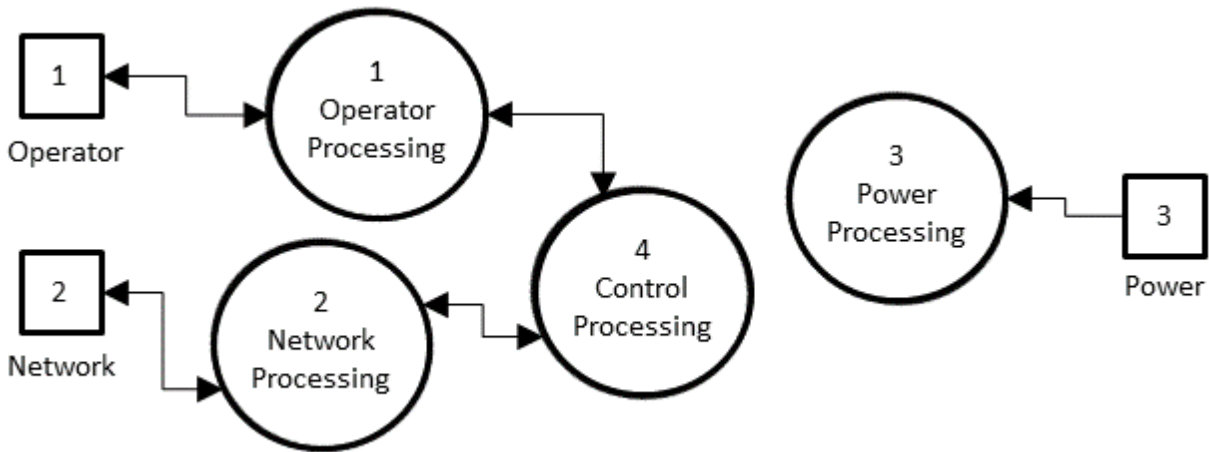 1
Operator
1
Operator
Processing
2
Network
2
Network
Processing
4
Control
Processing
3
Power
Processing
3
Power